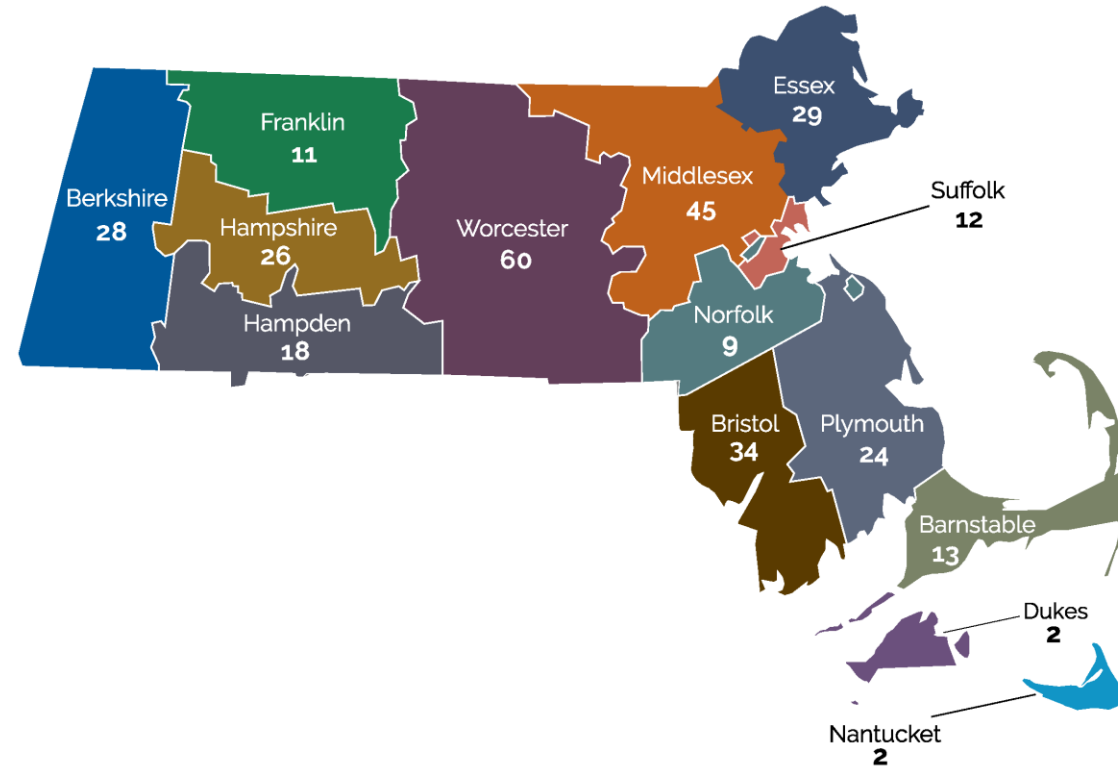 Essex
29
Franklin
11
Middlesex
45
Suffolk
12
Berkshire
28
Hampshire
26
Worcester
60
Hampden
18
Norfolk
9
Bristol
34
Plymouth
24
Barnstable
13
Dukes
2
Nantucket
2